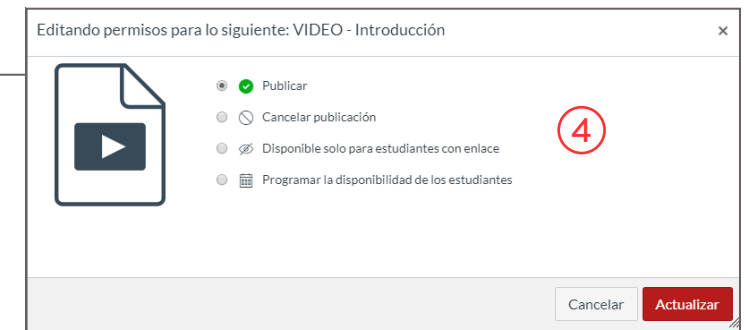 Editando permisos para lo siguiente: VIDEO - Introducción ×
Publicar
Cancelar publicación
Disponible solo para estudiantes con enlace
Programar la disponibilidad de los estudiantes
4
Cancelar Actualizar